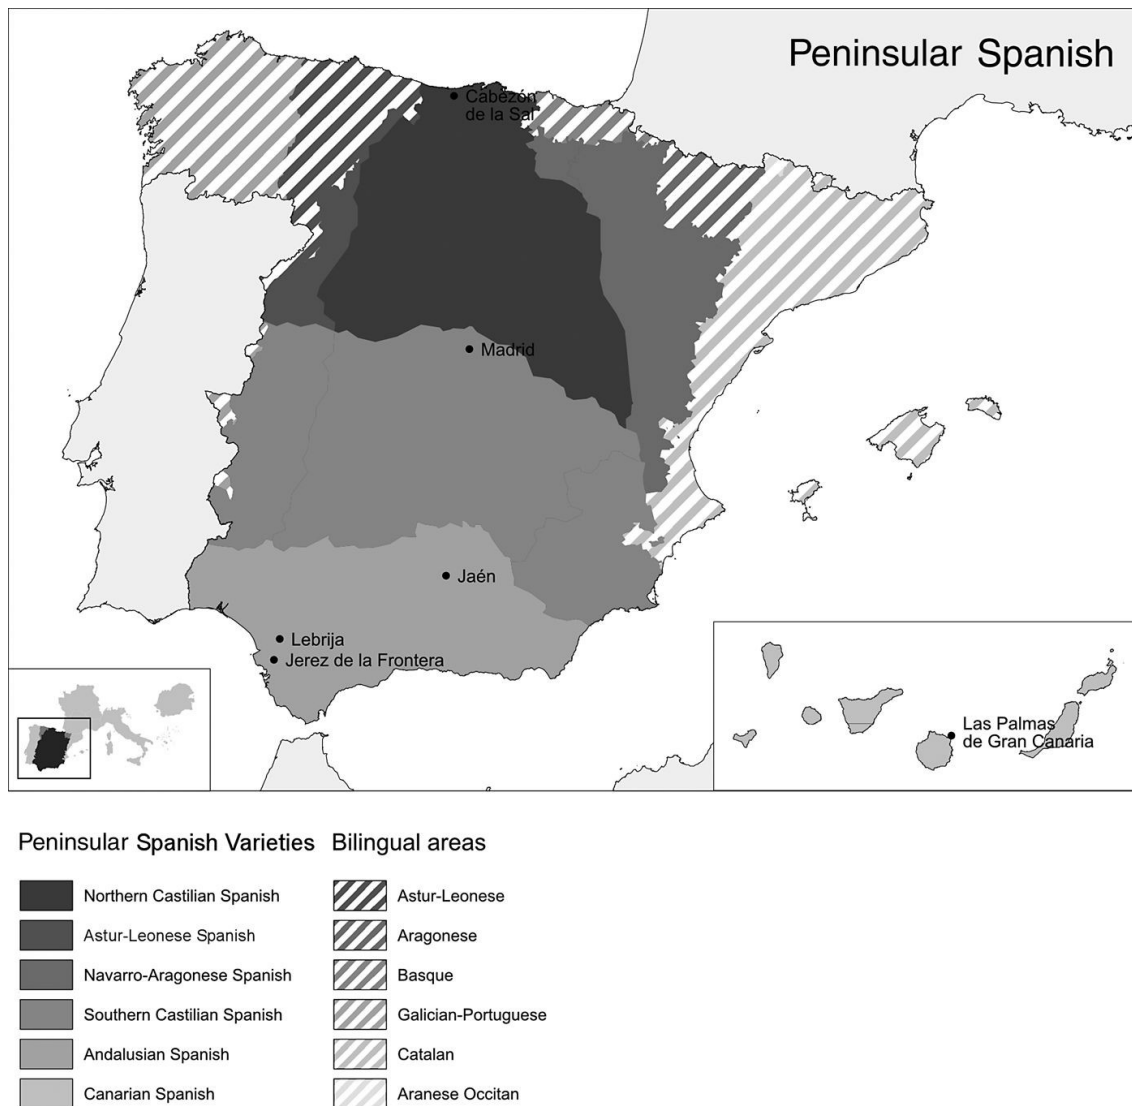 Peninsular Spanish
Cabezón
de la Sal
Madrid
Jaén
Lebrija
Jerez de la Frontera
Las Palmas
de Gran Canaria
Peninsular Spanish Varieties
Northern Castilian Spanish
Astur-Leonese Spanish
Navarro-Aragonese Spanish
Southern Castilian Spanish
Andalusian Spanish
Canarian Spanish
Bilingual areas
Astur-Leonese
Aragonese
Basque
Galician-Portuguese
Catalan
Aranese Occitan